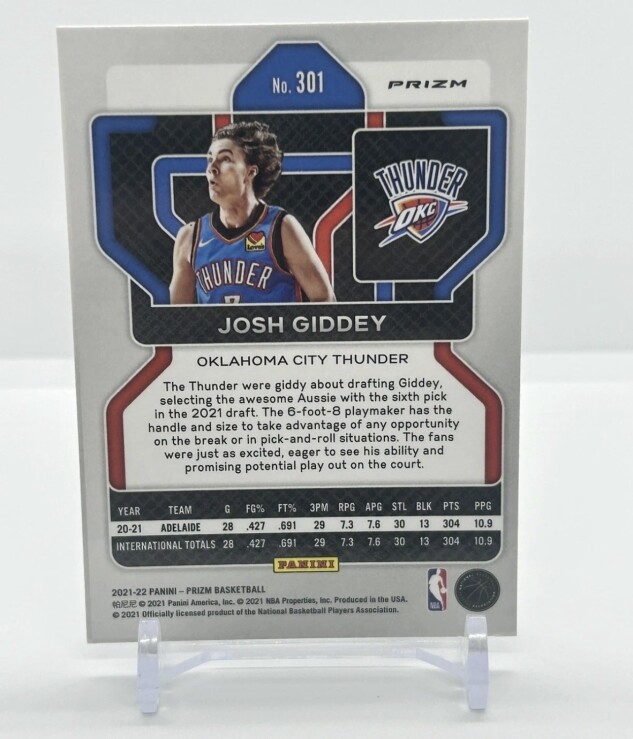 No. 301
PRIZM
THUNDER
OKC
THUNDER
JOSH GIDDEY
OKLAHOMA CITY THUNDER
The Thunder were giddy about drafting Giddey,
selecting the awesome Aussie with the sixth pick
in the 2021 draft. The 6-foot-8 playmaker has the
handle and size to take advantage of any opportunity
on the break or in pick-and-roll situations. The fans
were just as excited, eager to see his ability and
promising potential play out on the court.
YEAR TEAM G FG% FT% 3PM RPG APG STL BLK PTS PPG
20-21 ADELAIDE 28 .427 .691 29 7.3 7.6 30 13 304 10.9
INTERNATIONAL TOTALS 28 .427 .691 29 7.3 7.6 30 13 304 10.9
PANINI
2021-22 PANINI – PRIZM BASKETBALL
帕尼尼 © 2021 Panini America, Inc. © 2021 NBA Properties, Inc. Produced in the USA.
© 2021 Officially licensed product of the National Basketball Players Association.
NBA